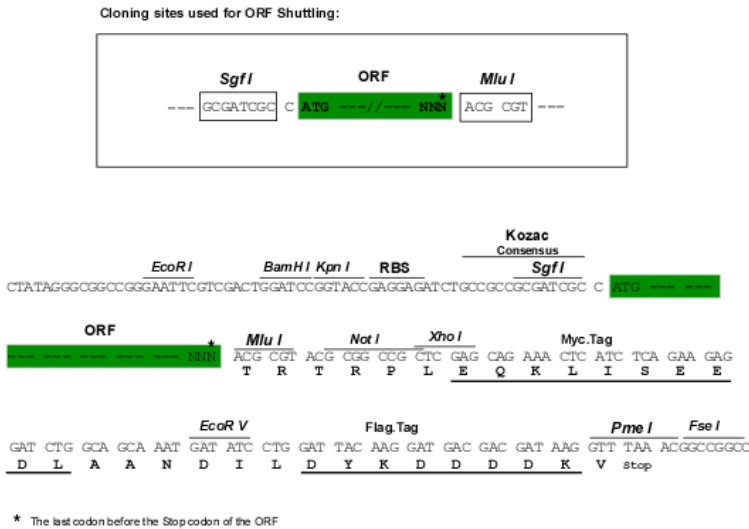 Cloning sites used for ORF Shuttling:
Sgf I ORF Mlu I
--- GCGATCGC C ATG ---//--- NNN* ACG CGT ---
Kozac
Consensus
EcoR I BamH I Kpn I RBS Sgf I
CTATAGGGCGGCCGGGAATTCGTCGACTGGATCCGGTACCGAGGAGATCTGCCGCCGCGATCGC C ATG --- ---
ORF Mlu I Not I Xho I Myc.Tag
--- --- --- --- --- --- NNN* ACG CGT ACG CGG CCG CTC GAG CAG AAA CTC ATC TCA GAA GAG
T R T R P L E Q K L I S E E
EcoR V Flag.Tag Pme I Fse I
GAT CTG GCA GCA AAT GAT ATC CTG GAT TAC AAG GAT GAC GAC GAT AAG GTT TAA ACGGCCGGCC
D L A A N D I L D Y K D D D D K V Stop
* The last codon before the Stop codon of the ORF